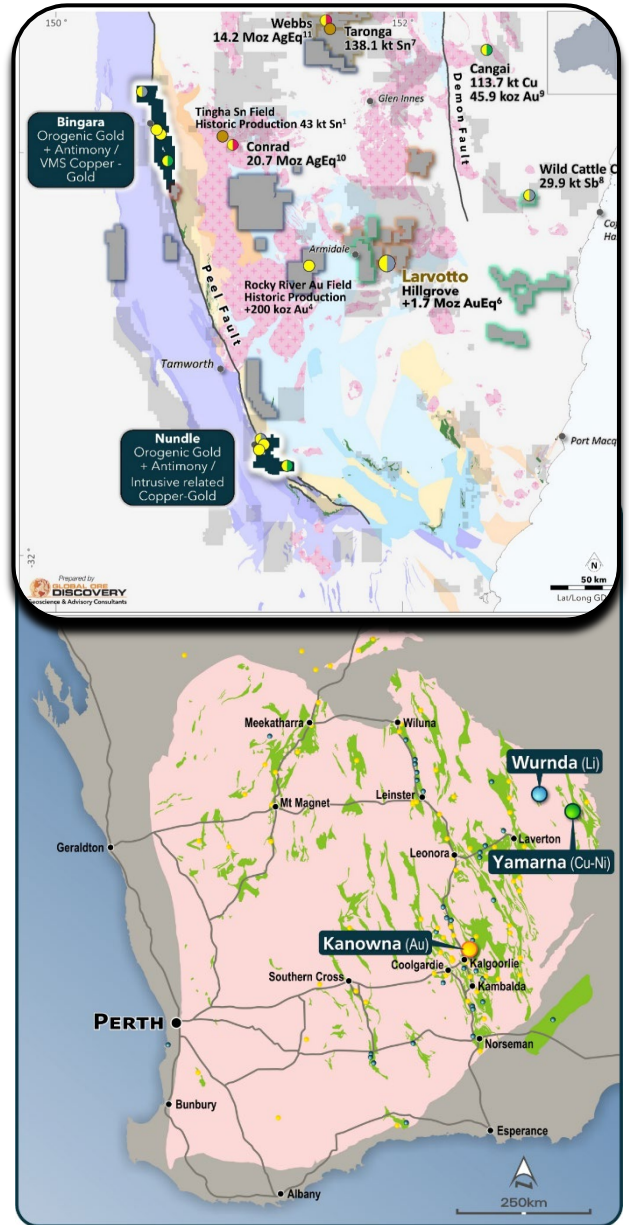 150
152
Webbs
14.2 Moz AgEq11
Taronga
138.1 kt Sn7
Cangai
113.7 kt Cu
45.9 koz Au9
Demon Fault
Glen Innes
Bingara
Orogenic Gold
+ Antimony /
VMS Copper -
Gold
Tingha Sn Field
Historic Production 43 kt Sn1
Conrad
20.7 MozAgEq10
Wild Cattle C
29.9 kt Sb8
Armidale
Larvotto
Hillgrove
+1.7 Moz AuEq6
Rocky River Au Field
Historic Production
+200 koz Au4
Peel Fault
Tamworth
Nundle
Orogenic Gold
+ Antimony /
Intrusive related
Copper-Gold
Port Macq
-32°
Prepared by
GLOBAL ORE
DISCOVERY
Geoscience & Advisory Consultants
N
50 km
Lat/Long GD
Meekatharra
Wiluna
Wurnda (Li)
Leinster
Mt Magnet
Geraldton
Laverton
Leonora
Yamarna (Cu-Ni)
Kanowna (Au)
Coolgardie
Kalgoorlie
Southern Cross
Kambalda
PERTH
Norseman
Bunbury
Esperance
Albany
250km